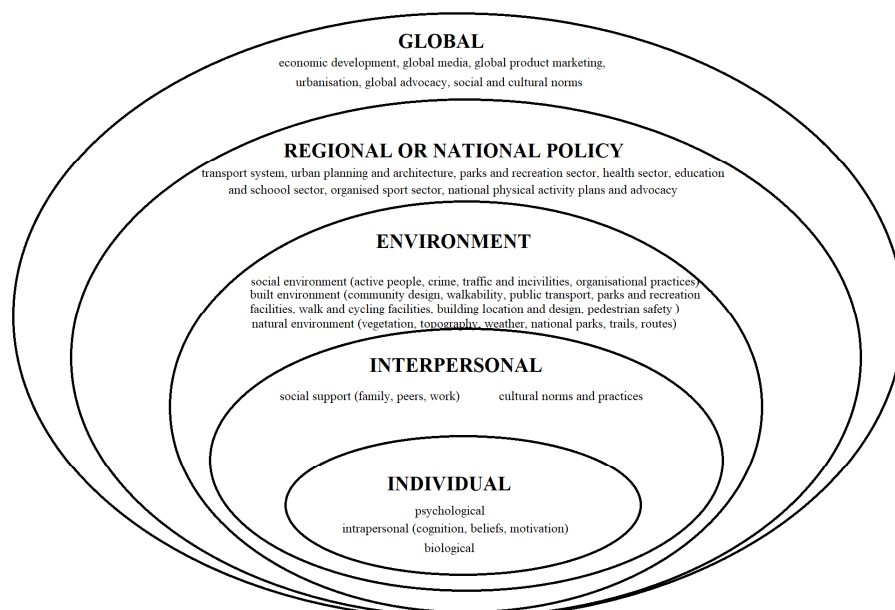 GLOBAL
economic development, global media, global product marketing,
urbanisation, global advocacy, social and cultural norms
REGIONAL OR NATIONAL POLICY
transport system, urban planning and architecture, parks and recreation sector, health sector, education
and schoool sector, organised sport sector, national physical activity plans and advocacy
ENVIRONMENT
social environment (active people, crime, traffic and incivilities, organisational practices)
built environment (community design, walkability, public transport, parks and recreation
facilities, walk and cycling facilities, building location and design, pedestrian safety )
natural environment (vegetation, topography, weather, national parks, trails, routes)
INTERPERSONAL
social support (family, peers, work) cultural norms and practices
INDIVIDUAL
psychological
intrapersonal (cognition, beliefs, motivation)
biological